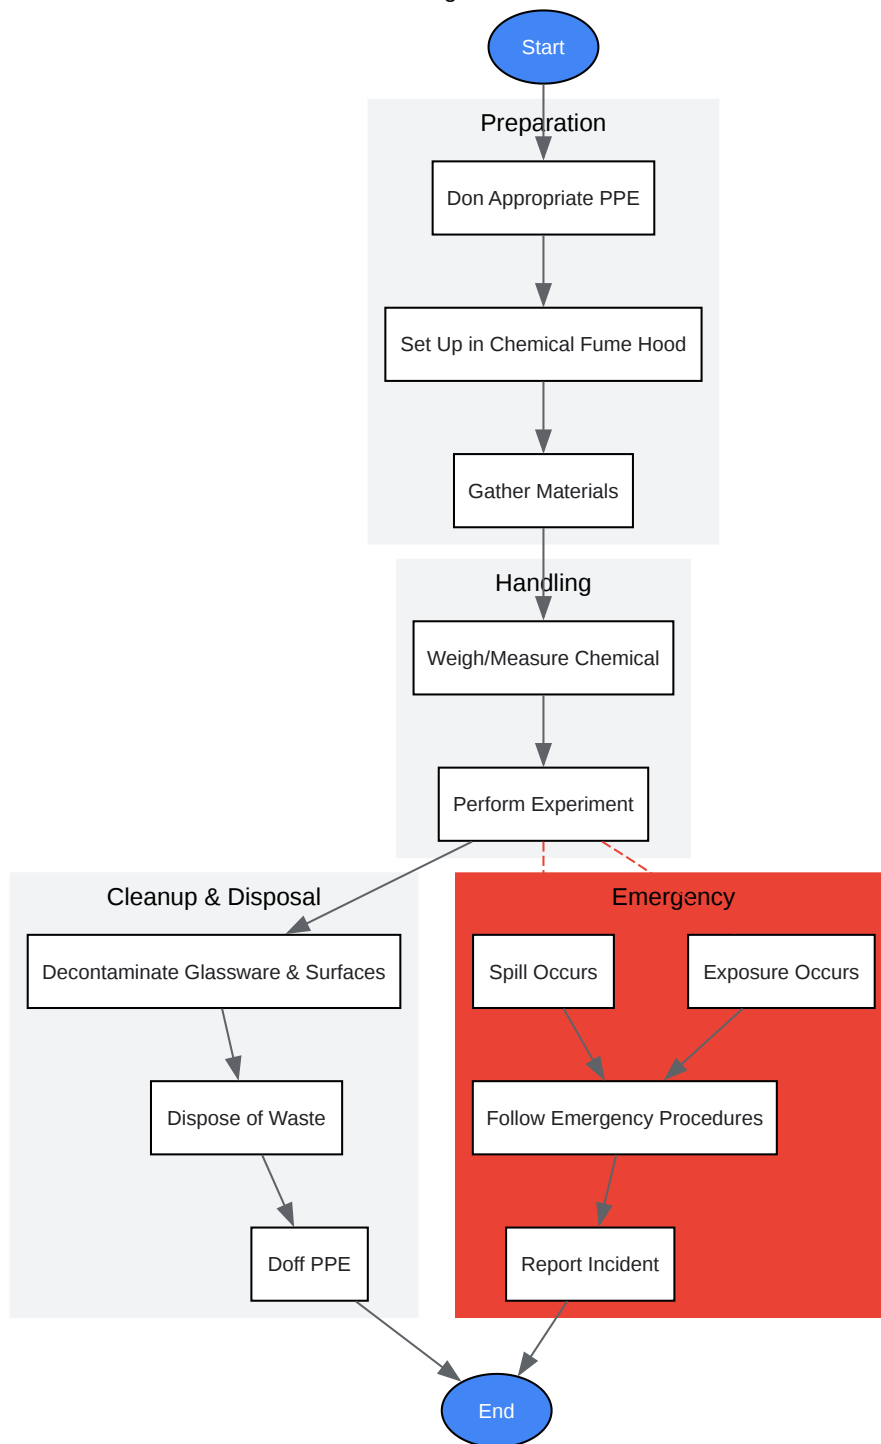 Start
Preparation
Don Appropriate PPE
Set Up in Chemical Fume Hood
Gather Materials
Handling
Weigh/Measure Chemical
Perform Experiment
Cleanup & Disposal
Emergency
Decontaminate Glassware & Surfaces
Spill Occurs
Exposure Occurs
Dispose of Waste
Follow Emergency Procedures
Doff PPE
Report Incident
End